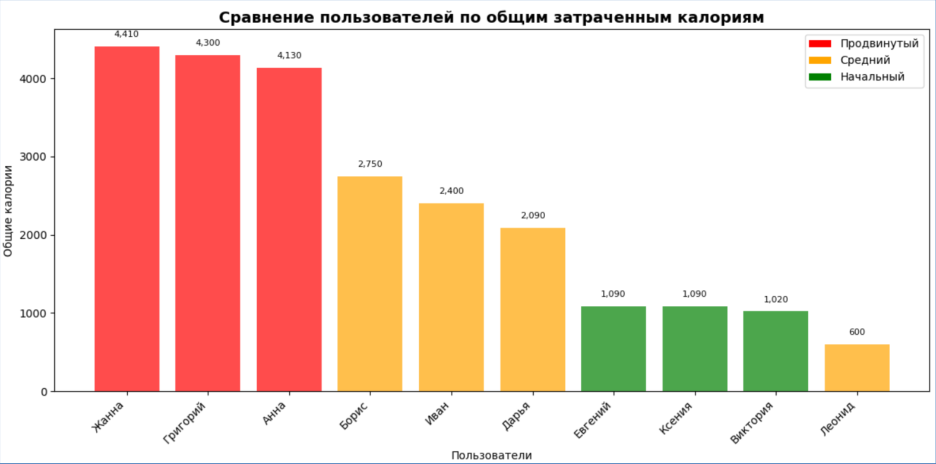 Сравнение пользователей по общим затраченным калориям
Продвинутый
Средний
Начальный
4,410
4,300
4,130
2,750
2,400
2,090
1,090
1,090
1,020
600
Общие калории
4000
3000
2000
1000
0
Жанна
Григорий
Анна
Борис
Иван
Дарья
Евгений
Ксения
Виктория
Леонид
Пользователи